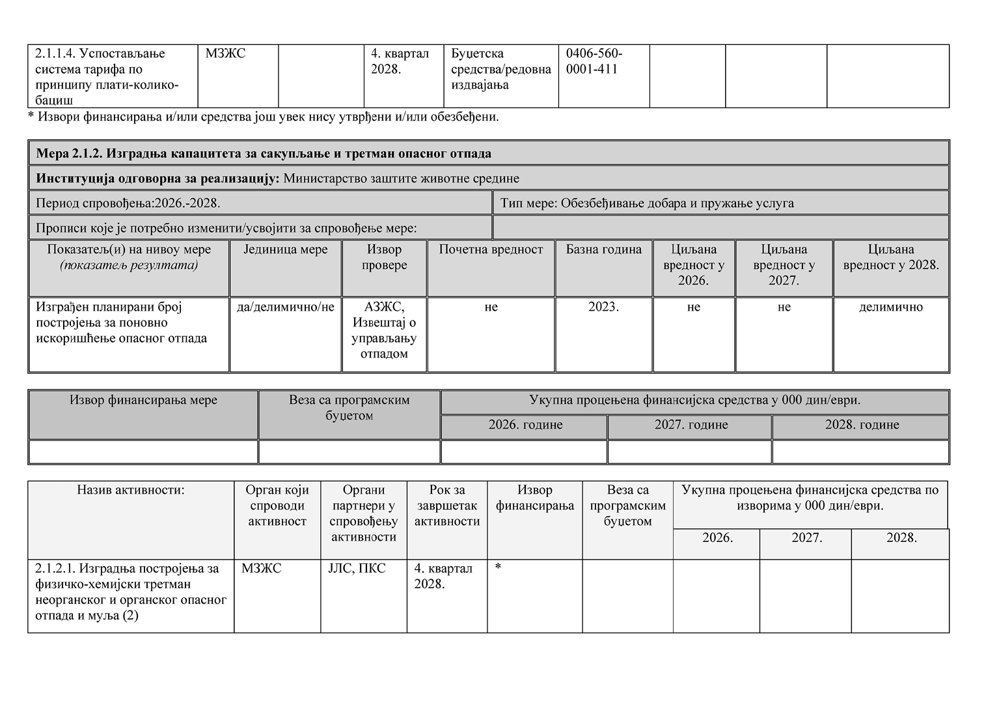 2.1.1.4. Успостављање
система тарифа по
принципу плати-колико-
бациш
МЗЖС
4. квартал
2028.
Буџетска
средства/редовна
издвајања
0406-560-
0001-411
* Извори финансирања и/или средства још увек нису утврђени и/или обезбеђени.
Мера 2.1.2. Изградња капацитета за сакупљање и третман опасног отпада
Институција одговорна за реализацију: Министарство заштите животне средине
Период спровођења:2026.-2028.
Тип мере: Обезбеђивање добара и пружање услуга
Прописи које је потребно изменити/усвојити за спровођење мере:
Показатељ(и) на нивоу мере
(показатељ резултата)
Јединица мере
Извор
провере
Почетна вредност
Базна година
Циљана
вредност у
2026.
Циљана
вредност у
2027.
Циљана
вредност у 2028.
Изграђен планирани број
постројења за поновно
искоришћење опасног отпада
да/делимично/не
АЗЖС,
Извештај о
управљању
отпадом
не
2023.
не
не
делимично
Извор финансирања мере
Веза са програмским
буџетом
Укупна процењена финансијска средства у 000 дин/еври.
2026. године
2027. године
2028. године
Назив активности:
Орган који
спроводи
активност
Органи
партнери у
спровођењу
активности
Рок за
завршетак
активности
Извор
финансирања
Веза са
програмским
буџетом
Укупна процењена финансијска средства по
изворима у 000 дин/еври.
2026.
2027.
2028.
2.1.2.1. Изградња постројења за
физичко-хемијски третман
неорганског и органског опасног
отпада и муља (2)
МЗЖС
ЈЛС, ПКС
4. квартал
2028.
*